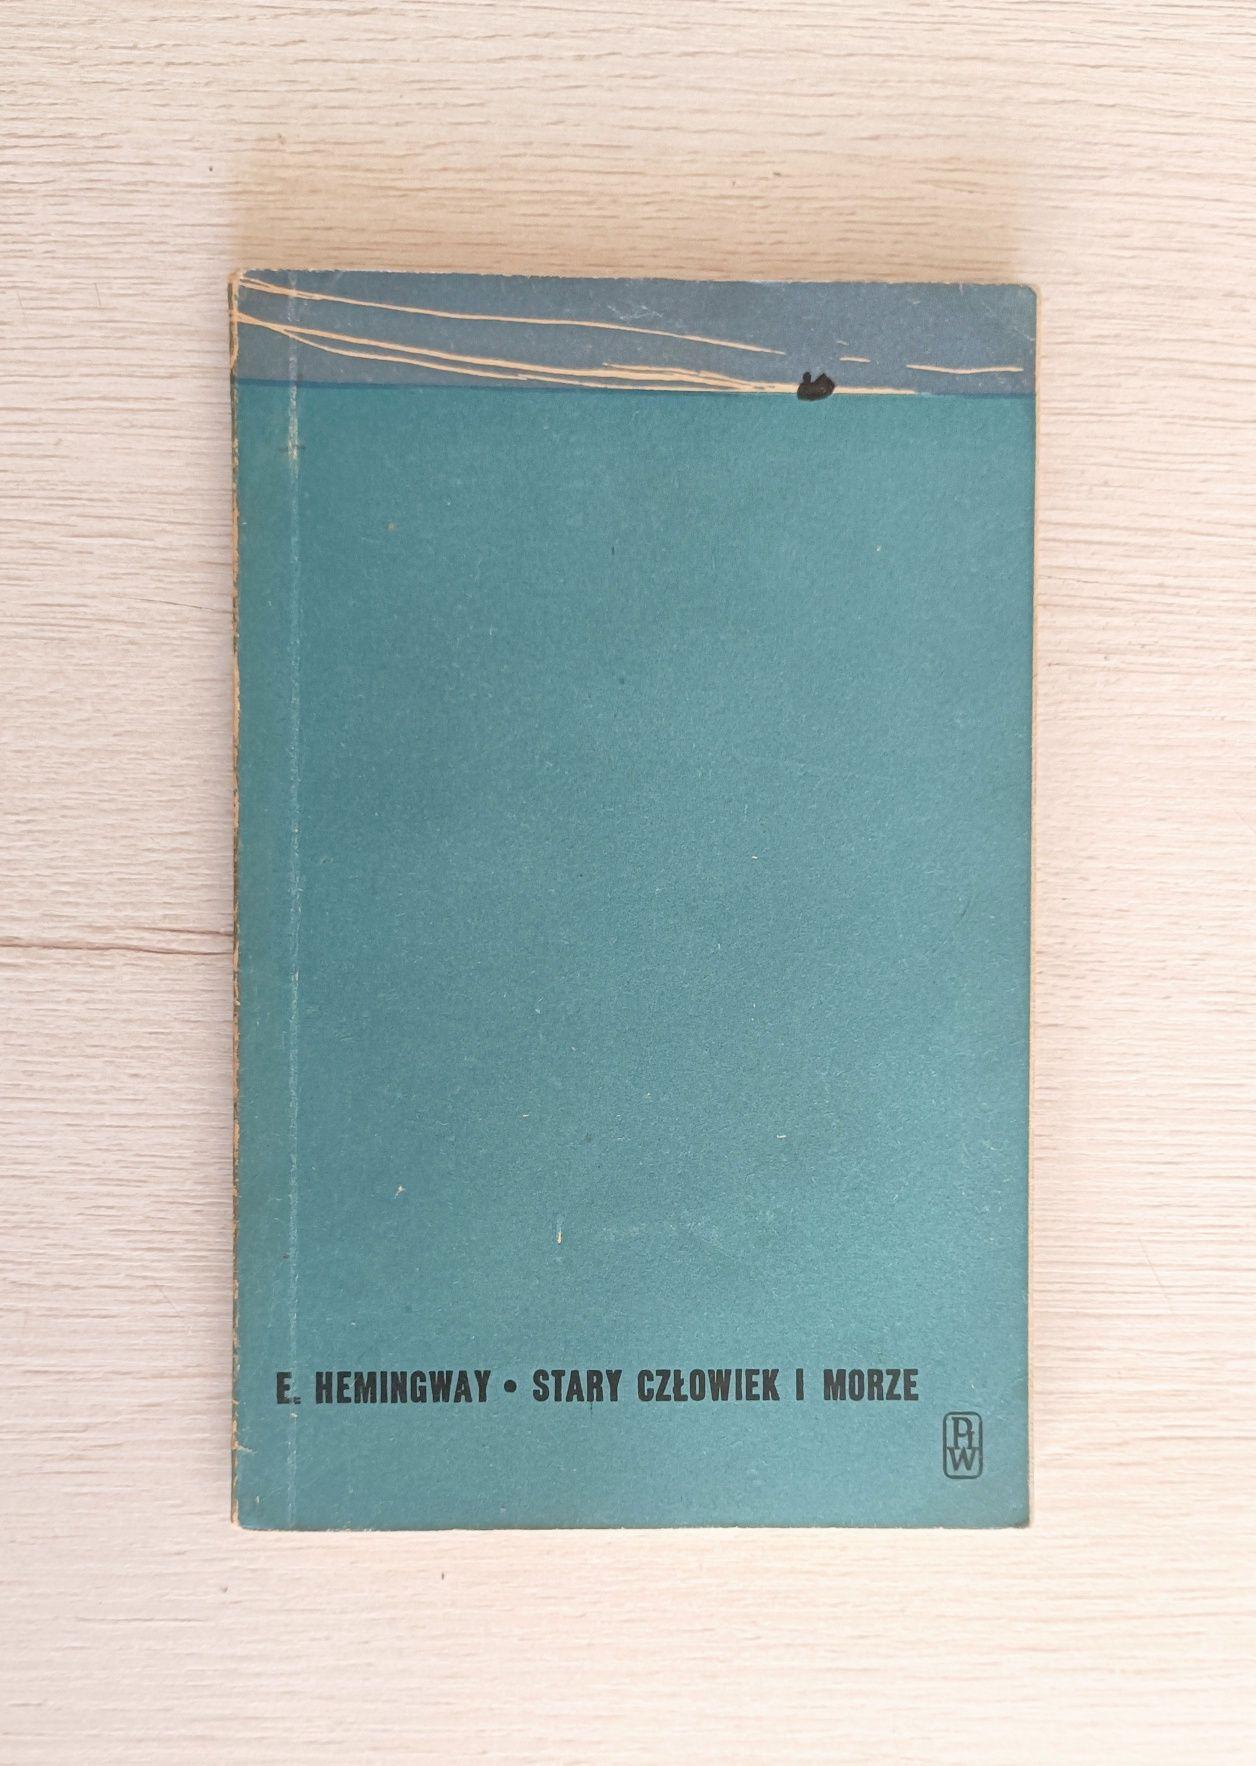 E. HEMINGWAY • STARY CZŁOWIEK I MORZE
PIW